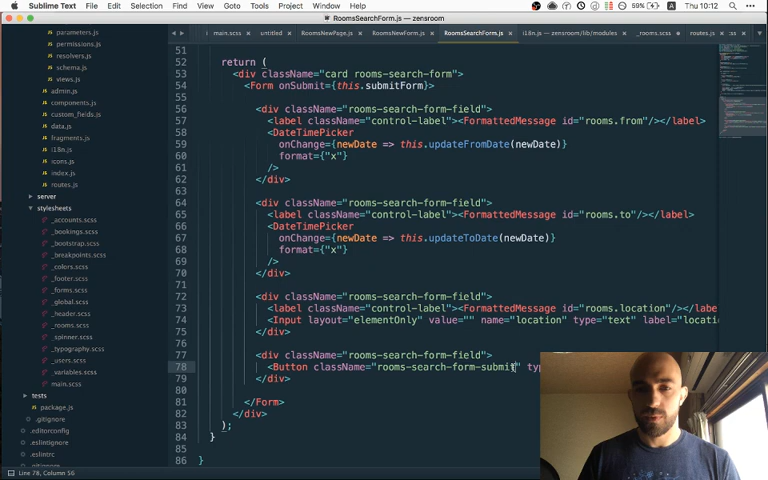 Sublime Text File Edit Selection Find View Goto Tools Project Window Help 59% Thu 10:12
RoomsSearchForm.js — zensroom
main.scss untitled RoomsNewPage.js RoomsNewForm.js RoomsSearchForm.js i18n.js — zensroom/lib/modules _rooms.scss routes.js
parameters.js
permissions.js
resolvers.js
schema.js
views.js
admin.js
components.js
custom_fields.js
data.js
fragments.js
i18n.js
icons.js
index.js
routes.js
server
stylesheets
_accounts.scss
_bookings.scss
_bootstrap.scss
_breakpoints.scss
_colors.scss
_footer.scss
_forms.scss
_global.scss
_header.scss
_rooms.scss
_spinner.scss
_typography.scss
_users.scss
_variables.scss
main.scss
tests
package.js
.gitignore
.editorconfig
.eslintignore
.eslintrc
.gitignore
51
52 return (
53 <div className="card rooms-search-form">
54 <Form onSubmit={this.submitForm}>
55
56 <div className="rooms-search-form-field">
57 <label className="control-label"><FormattedMessage id="rooms.from"/></label>
58 <DateTimePicker
59 onChange={newDate => this.updateFromDate(newDate)}
60 format={"x"}
61 />
62 </div>
63
64 <div className="rooms-search-form-field">
65 <label className="control-label"><FormattedMessage id="rooms.to"/></label>
66 <DateTimePicker
67 onChange={newDate => this.updateToDate(newDate)}
68 format={"x"}
69 />
70 </div>
71
72 <div className="rooms-search-form-field">
73 <label className="control-label"><FormattedMessage id="rooms.location"/></labe
74 <Input layout="elementOnly" value="" name="location" type="text" label="locati
75 </div>
76
77 <div className="rooms-search-form-field">
78 <Button className="rooms-search-form-submit" typ
79 </div>
80
81 </Form>
82 </div>
83 );
84 }
85
86 }
Line 78, Column 56